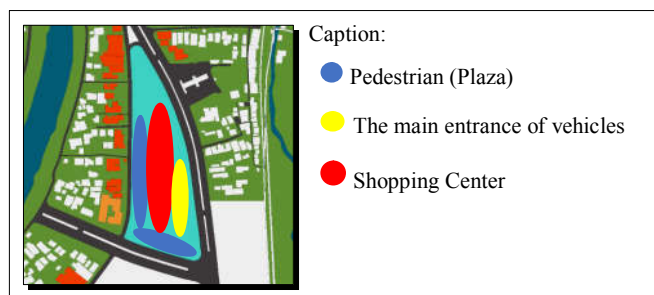 Caption:
Pedestrian (Plaza)
The main entrance of vehicles
Shopping Center